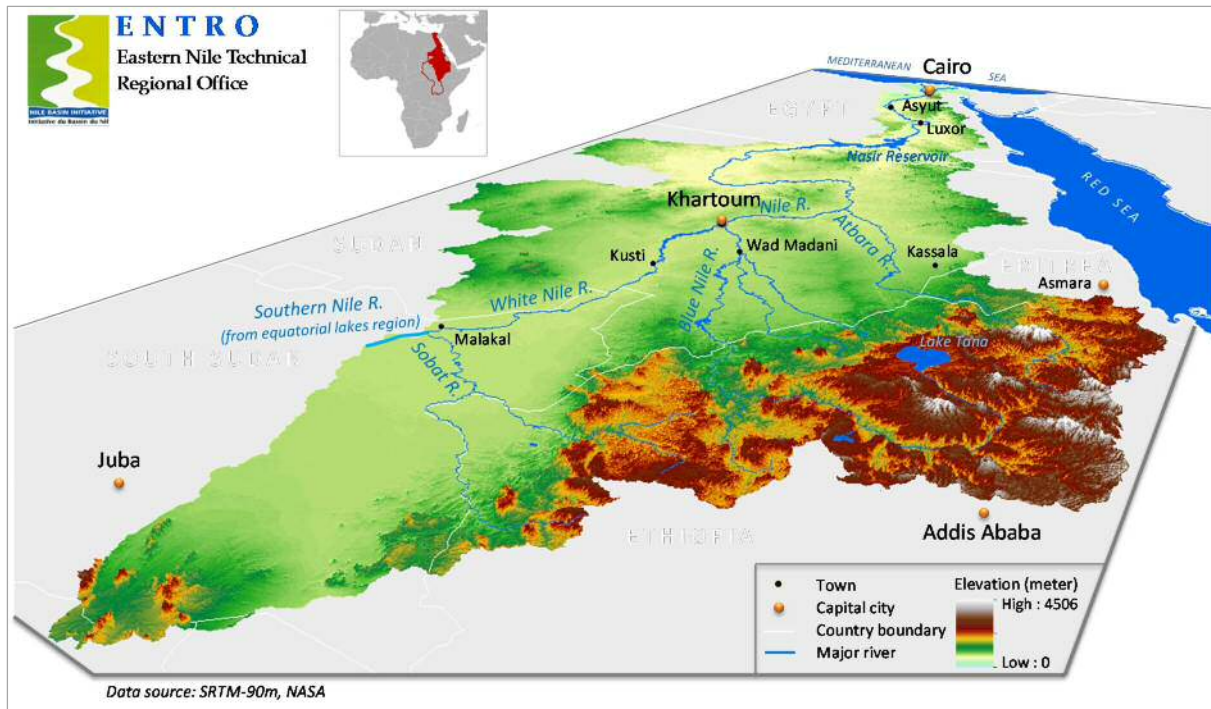 ENTRO
Eastern Nile Technical
Regional Office
NILE BASIN INITIATIVE
Initiative du Bassin du Nil
MEDITERRANEAN SEA
Cairo
EGYPT
Asyut
Luxor
Nasir Reservoir
RED SEA
Khartoum
Nile R.
SUDAN
Kusti
Wad Madani
Atbara R.
Kassala
ERITREA
Asmara
White Nile R.
Blue Nile R.
Southern Nile R.
(from equatorial lakes region)
Malakal
SOUTH SUDAN
Sobat R.
Lake Tana
Juba
ETHIOPIA
Addis Ababa
Town
Capital city
Country boundary
Major river
Elevation (meter)
High : 4506
Low : 0
Data source: SRTM-90m, NASA